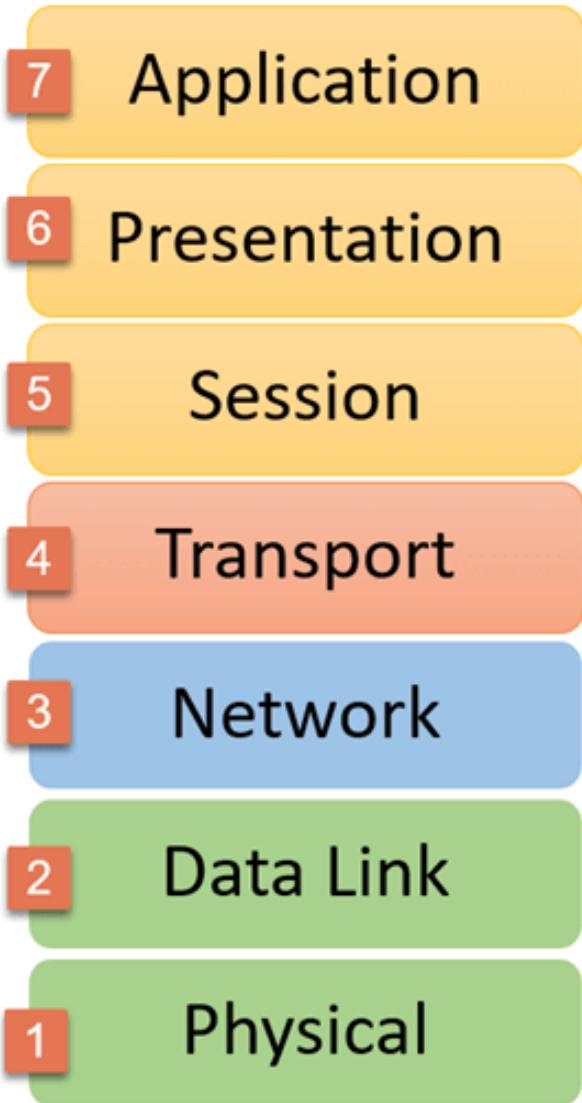 7 Application
6 Presentation
5 Session
4 Transport
3 Network
2 Data Link
1 Physical